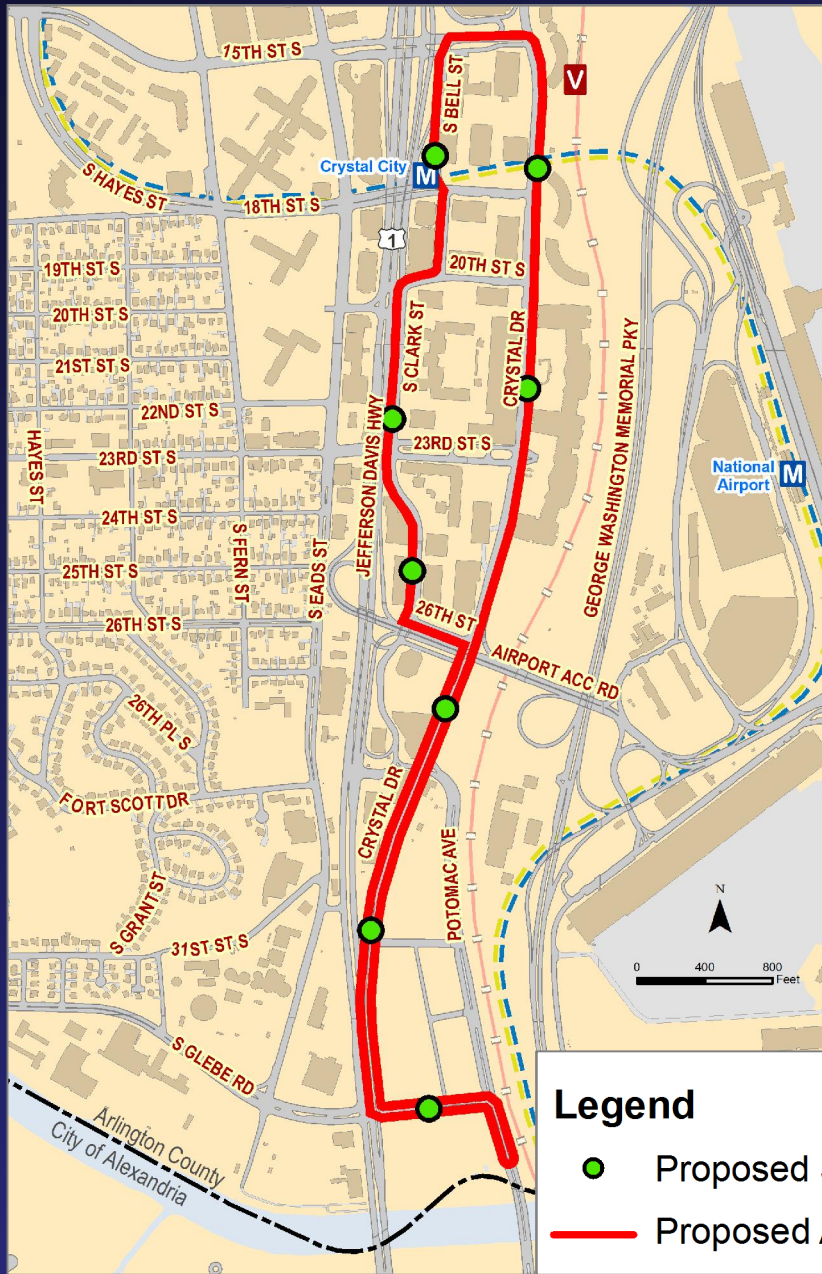 15TH ST S
S BELL ST
V
Crystal City
M
S HAYES ST
18TH ST S
1
19TH ST S
20TH ST S
20TH ST S
S CLARK ST
21ST ST S
CRYSTAL DR
22ND ST S
JEFFERSON DAVIS HWY
GEORGE WASHINGTON MEMORIAL PKY
HAYES ST
23RD ST S
23RD ST S
National
Airport
M
24TH ST S
S FERN ST
S EADS ST
25TH ST S
26TH ST S
26TH ST
AIRPORT ACC RD
26TH PL S
FORT SCOTT DR
CRYSTAL DR
POTOMAC AVE
S GRANT ST
31ST ST S
N
0 400 800
Feet
S GLEBE RD
Arlington County
City of Alexandria
Legend
Proposed
Proposed